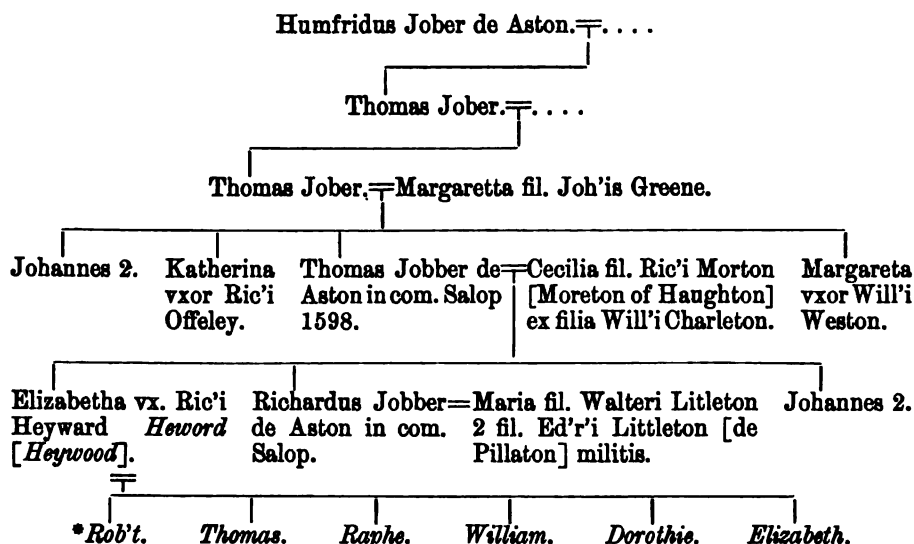 Humfridus Jober de Aston.=. . . .
Thomas Jober.=. . . .
Thomas Jober.=Margaretta fil. Joh'is Greene.
Johannes 2.
Katherina
vxor Ric'i
Offeley.
Thomas Jobber de
Aston in com. Salop
1598.
=Cecilia fil. Ric'i Morton
[Moreton of Haughton]
ex filia Will'i Charleton.
Margareta
vxor Will'i
Weston.
Elizabetha vx. Ric'i
Heyward Heword
[Heywood].
Richardus Jobber
de Aston in com.
Salop.
=Maria fil. Walteri Litleton
2 fil. Ed'r'i Littleton [de
Pillaton] militis.
Johannes 2.
*Rob't. Thomas. Raphe. William. Dorothie. Elizabeth.